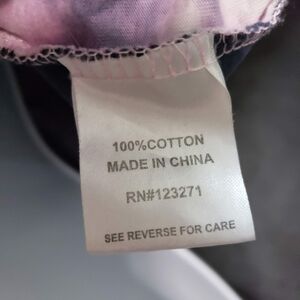 100%COTTON
MADE IN CHINA
RN#123271
SEE REVERSE FOR CARE